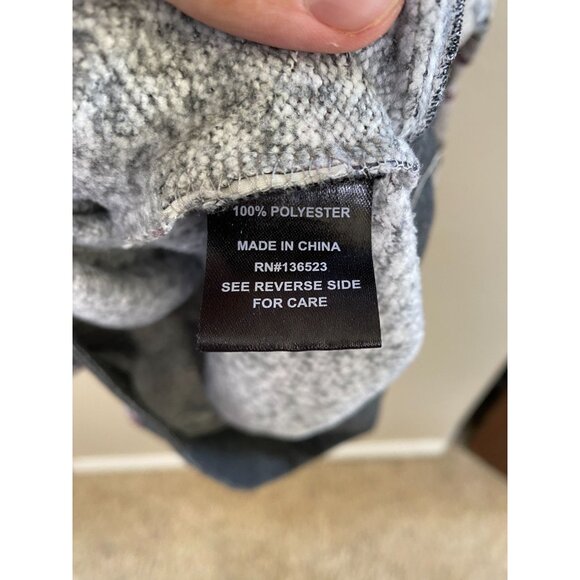 100% POLYESTER
MADE IN CHINA
RN#136523
SEE REVERSE SIDE
FOR CARE